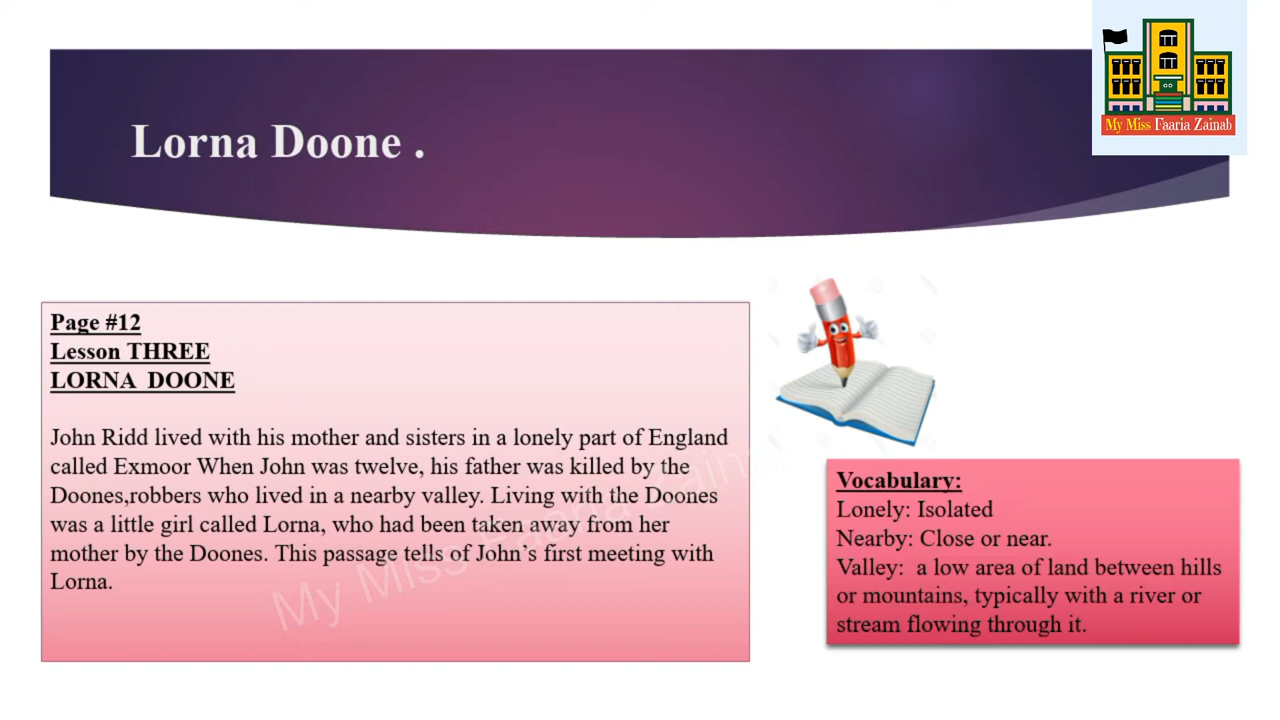 My Miss Faaria Zainab
Lorna Doone .
Page #12
Lesson THREE
LORNA DOONE
John Ridd lived with his mother and sisters in a lonely part of England
called Exmoor When John was twelve, his father was killed by the
Doones,robbers who lived in a nearby valley. Living with the Doones
was a little girl called Lorna, who had been taken away from her
mother by the Doones. This passage tells of John’s first meeting with
Lorna.
My Miss Faaria Zainab
Vocabulary:
Lonely: Isolated
Nearby: Close or near.
Valley: a low area of land between hills
or mountains, typically with a river or
stream flowing through it.